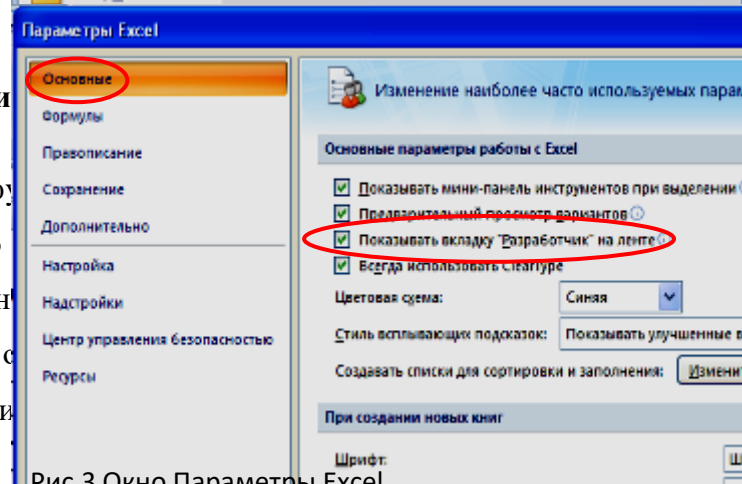 Параметры Excel
Основные
Формулы
Правописание
Сохранение
Дополнительно
Настройка
Надстройки
Центр управления безопасностью
Ресурсы
Изменение наиболее часто используемых парам
Основные параметры работы с Excel
Показывать мини-панель инструментов при выделении
Предварительный просмотр вариантов
Показывать вкладку "Разработчик" на ленте
Всегда использовать ClearType
Цветовая схема: Синяя
Стиль всплывающих подсказок: Показывать улучшенные в
Создавать списки для сортировки и заполнения: Изменит
При создании новых книг
Шрифт: Ш
Рис.3 Окно Параметры Excel